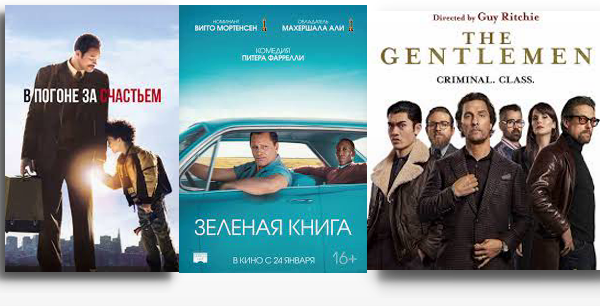 В ПОГОНЕ ЗА СЧАСТЬЕМ
НОМИНАНТ
ВИГГО МОРТЕНСЕН
ОБЛАДАТЕЛЬ
МАХЕРШАЛА АЛИ
КОМЕДИЯ
ПИТЕРА ФАРРЕЛЛИ
ЗЕЛЕНАЯ КНИГА
В КИНО С 24 ЯНВАРЯ
16+
Directed by Guy Ritchie
THE
GENTLEMEN
CRIMINAL. CLASS.